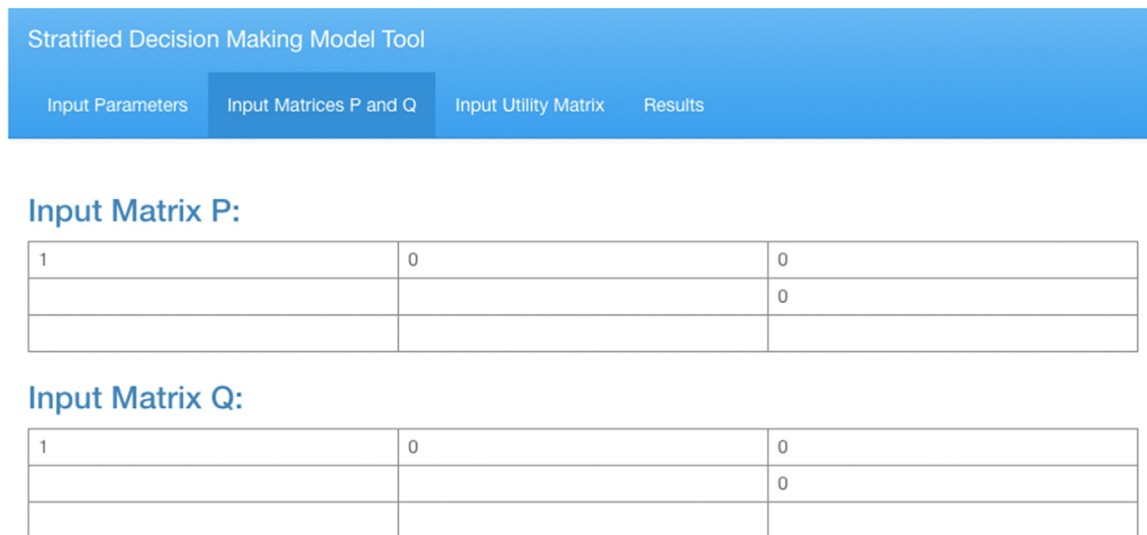 Stratified Decision Making Model Tool
Input Parameters Input Matrices P and Q Input Utility Matrix Results
Input Matrix P:
1 0 0
0
Input Matrix Q:
1 0 0
0